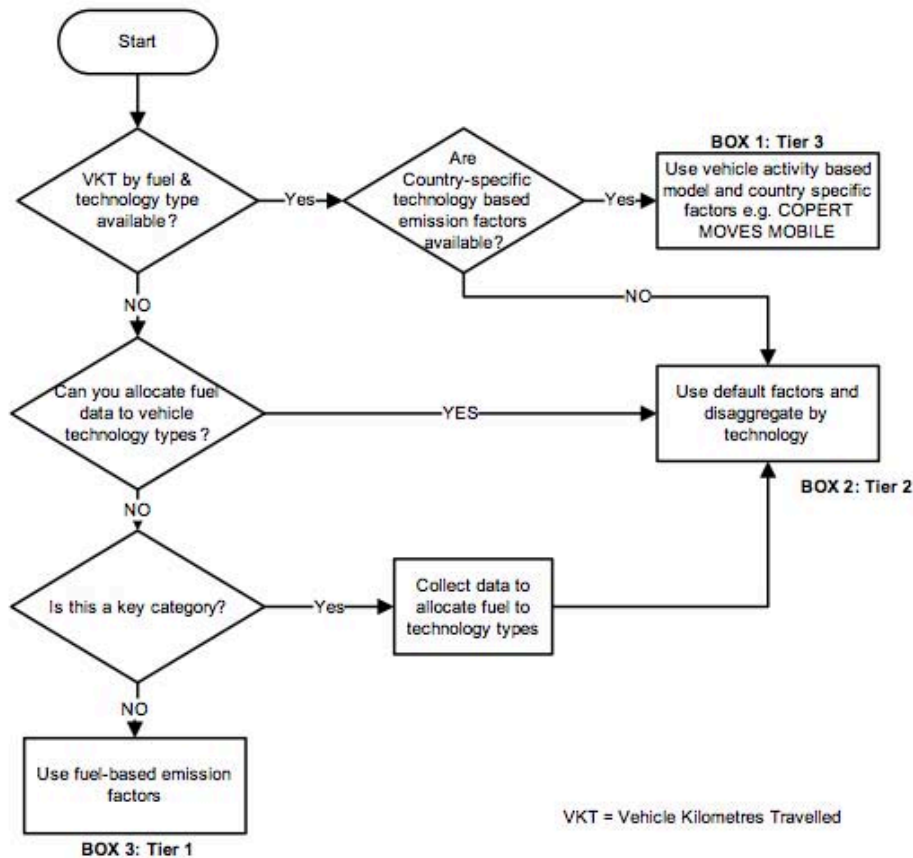 Start
VKT by fuel &
technology type
available?
Yes
Are
Country-specific
technology based
emission factors
available?
Yes
BOX 1: Tier 3
Use vehicle activity based
model and country specific
factors e.g. COPERT
MOVES MOBILE
NO
NO
Can you allocate fuel
data to vehicle
technology types?
YES
Use default factors and
disaggregate by
technology
BOX 2: Tier 2
NO
Is this a key category?
Yes
Collect data to
allocate fuel to
technology types
NO
Use fuel-based emission
factors
BOX 3: Tier 1
VKT = Vehicle Kilometres Travelled